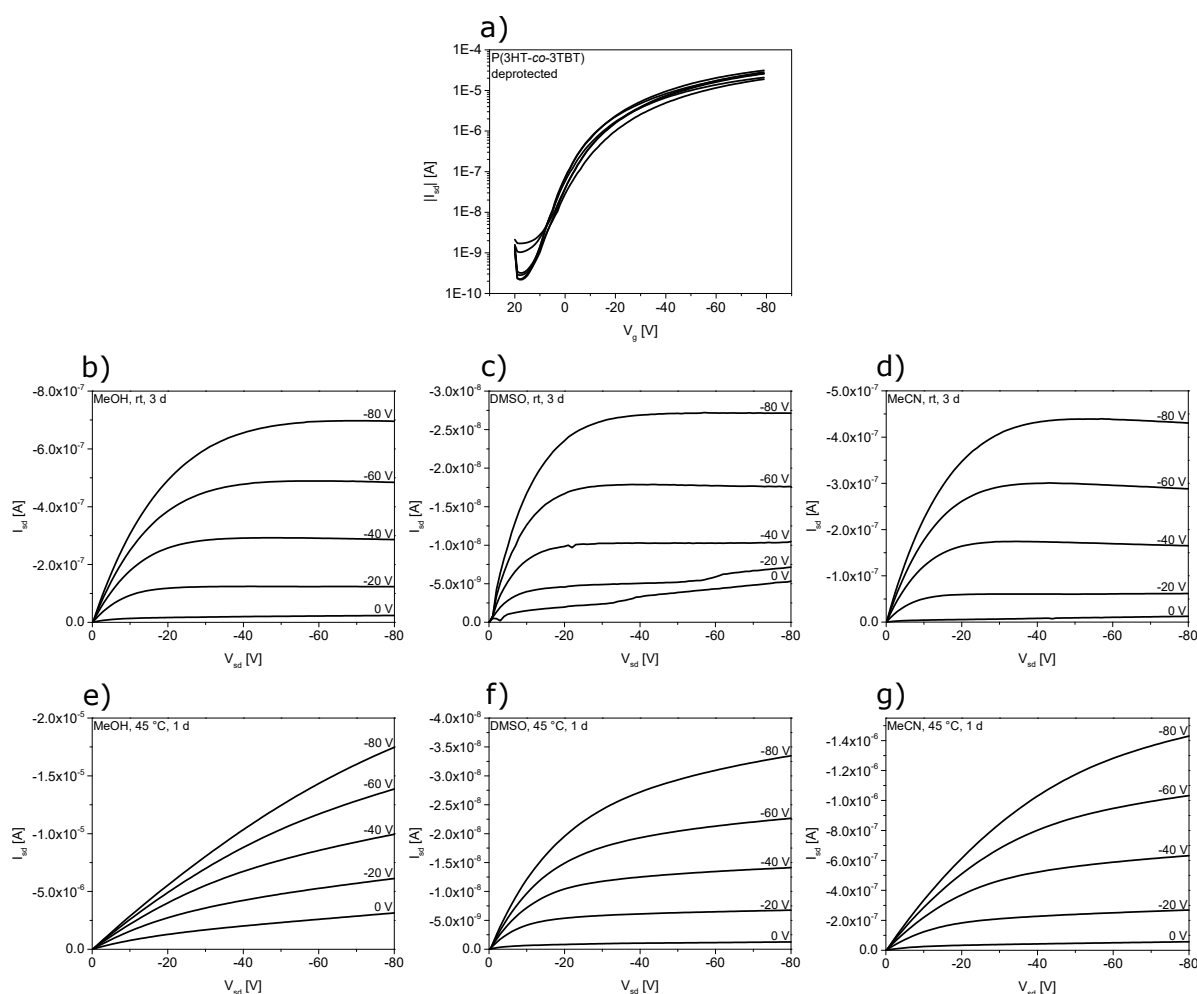 a)
P(3HT-co-3TBT)
deprotected
1E-4
1E-5
1E-6
1E-7
1E-8
1E-9
1E-10
|I_sd| [A]
20 0 -20 -40 -60 -80
V_g [V]
b)
MeOH, rt, 3 d
-8.0x10^-7
-6.0x10^-7
-4.0x10^-7
-2.0x10^-7
0.0
I_sd [A]
-80 V
-60 V
-40 V
-20 V
0 V
0 -20 -40 -60 -80
V_sd [V]
c)
DMSO, rt, 3 d
-3.0x10^-8
-2.5x10^-8
-2.0x10^-8
-1.5x10^-8
-1.0x10^-8
-5.0x10^-9
0.0
I_sd [A]
-80 V
-60 V
-40 V
-20 V
0 V
0 -20 -40 -60 -80
V_sd [V]
d)
MeCN, rt, 3 d
-5.0x10^-7
-4.0x10^-7
-3.0x10^-7
-2.0x10^-7
-1.0x10^-7
0.0
I_sd [A]
-80 V
-60 V
-40 V
-20 V
0 V
0 -20 -40 -60 -80
V_sd [V]
e)
MeOH, 45 °C, 1 d
-2.0x10^-5
-1.5x10^-5
-1.0x10^-5
-5.0x10^-6
0.0
I_sd [A]
-80 V
-60 V
-40 V
-20 V
0 V
0 -20 -40 -60 -80
V_sd [V]
f)
DMSO, 45 °C, 1 d
-4.0x10^-8
-3.5x10^-8
-3.0x10^-8
-2.5x10^-8
-2.0x10^-8
-1.5x10^-8
-1.0x10^-8
-5.0x10^-9
0.0
I_sd [A]
-80 V
-60 V
-40 V
-20 V
0 V
0 -20 -40 -60 -80
V_sd [V]
g)
MeCN, 45 °C, 1 d
-1.4x10^-6
-1.2x10^-6
-1.0x10^-6
-8.0x10^-7
-6.0x10^-7
-4.0x10^-7
-2.0x10^-7
0.0
I_sd [A]
-80 V
-60 V
-40 V
-20 V
0 V
0 -20 -40 -60 -80
V_sd [V]